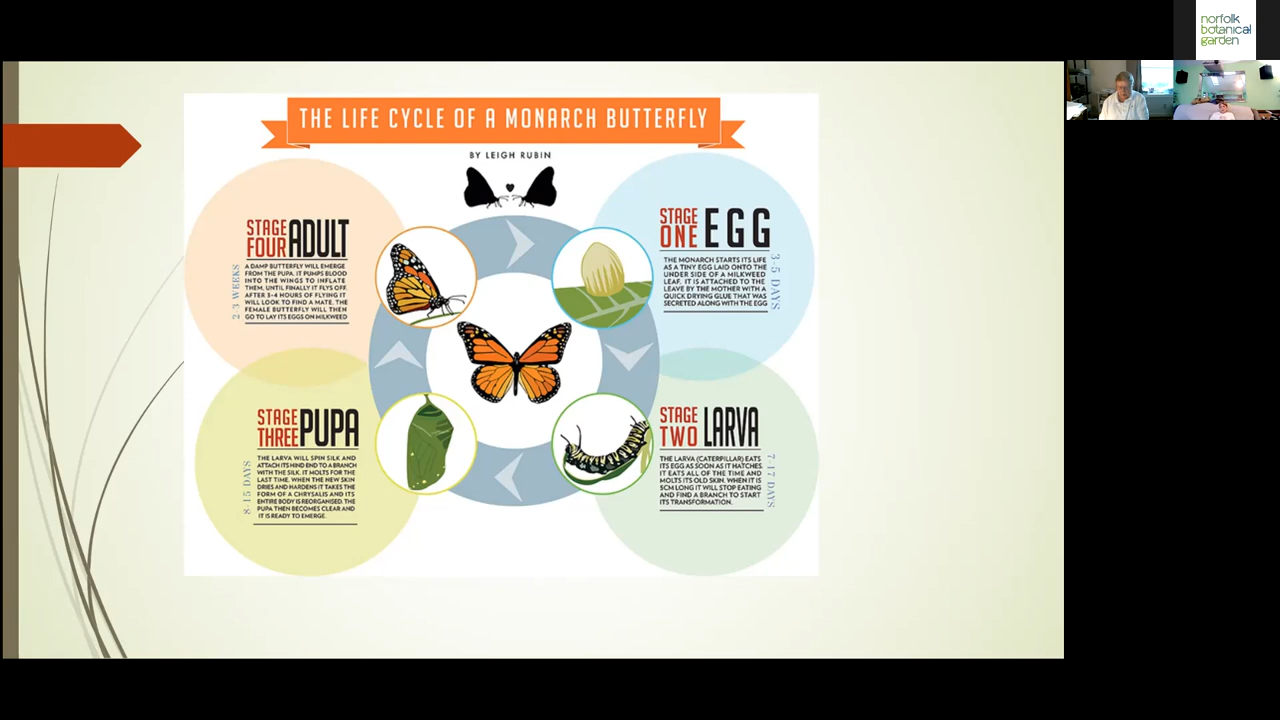 norfolk
botanical
garden
THE LIFE CYCLE OF A MONARCH BUTTERFLY
BY LEIGH RUBIN
STAGE
FOUR ADULT
A DAMP BUTTERFLY WILL EMERGE
FROM THE PUPA. IT PUMPS BLOOD
INTO THE WINGS TO INFLATE
THEM, UNTIL FINALLY IT FLYS OFF.
AFTER 3-4 HOURS OF FLYING IT
WILL LOOK TO FIND A MATE. THE
FEMALE BUTTERFLY WILL THEN
GO TO LAY ITS EGGS ON MILKWEED
2-3 WEEKS
STAGE
ONE EGG
THE MONARCH STARTS ITS LIFE
AS A TINY EGG LAID ONTO THE
UNDER SIDE OF A MILKWEED
LEAF. IT IS ATTACHED TO THE
LEAVE BY THE MOTHER WITH A
QUICK DRYING GLUE THAT WAS
SECRETED ALONG WITH THE EGG
3-5 DAYS
STAGE
THREE PUPA
THE LARVA WILL SPIN SILK AND
ATTACH ITS HIND END TO A BRANCH
WITH THE SILK. IT MOLTS FOR THE
LAST TIME. WHEN THE NEW SKIN
DRIES AND HARDENS IT TAKES THE
FORM OF A CHRYSALIS AND ITS
ENTIRE BODY IS REORGANISED. THE
PUPA THEN BECOMES CLEAR AND
IT IS READY TO EMERGE.
8-15 DAYS
STAGE
TWO LARVA
THE LARVA (CATERPILLAR) EATS
ITS EGG AS SOON AS IT HATCHES.
IT EATS ALL OF THE TIME AND
MOLTS ITS OLD SKIN. WHEN IT IS
5CM LONG IT WILL STOP EATING
AND FIND A BRANCH TO START
ITS TRANSFORMATION.
7-17 DAYS